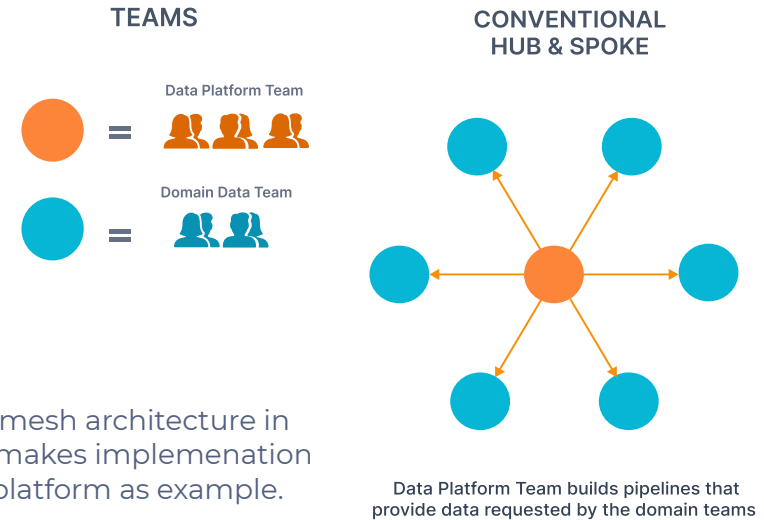 TEAMS
Data Platform Team
=
Domain Data Team
=
mesh architecture in
makes implemenation
platform as example.
CONVENTIONAL
HUB & SPOKE
Data Platform Team builds pipelines that
provide data requested by the domain teams